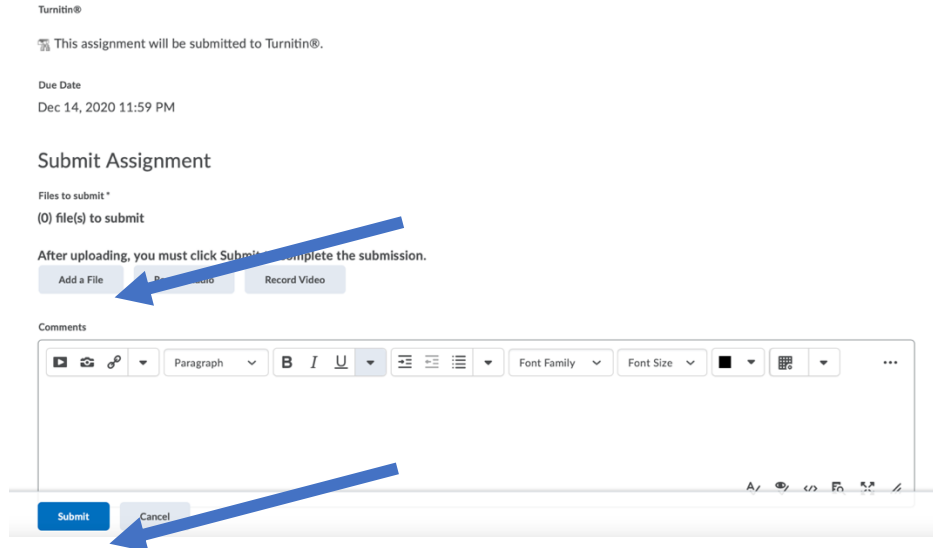 Turnitin®
This assignment will be submitted to Turnitin®.
Due Date
Dec 14, 2020 11:59 PM
Submit Assignment
Files to submit *
(0) file(s) to submit
After uploading, you must click Submit complete the submission.
Add a File Record Video
Comments
Paragraph B I U Font Family Font Size
Submit Cancel